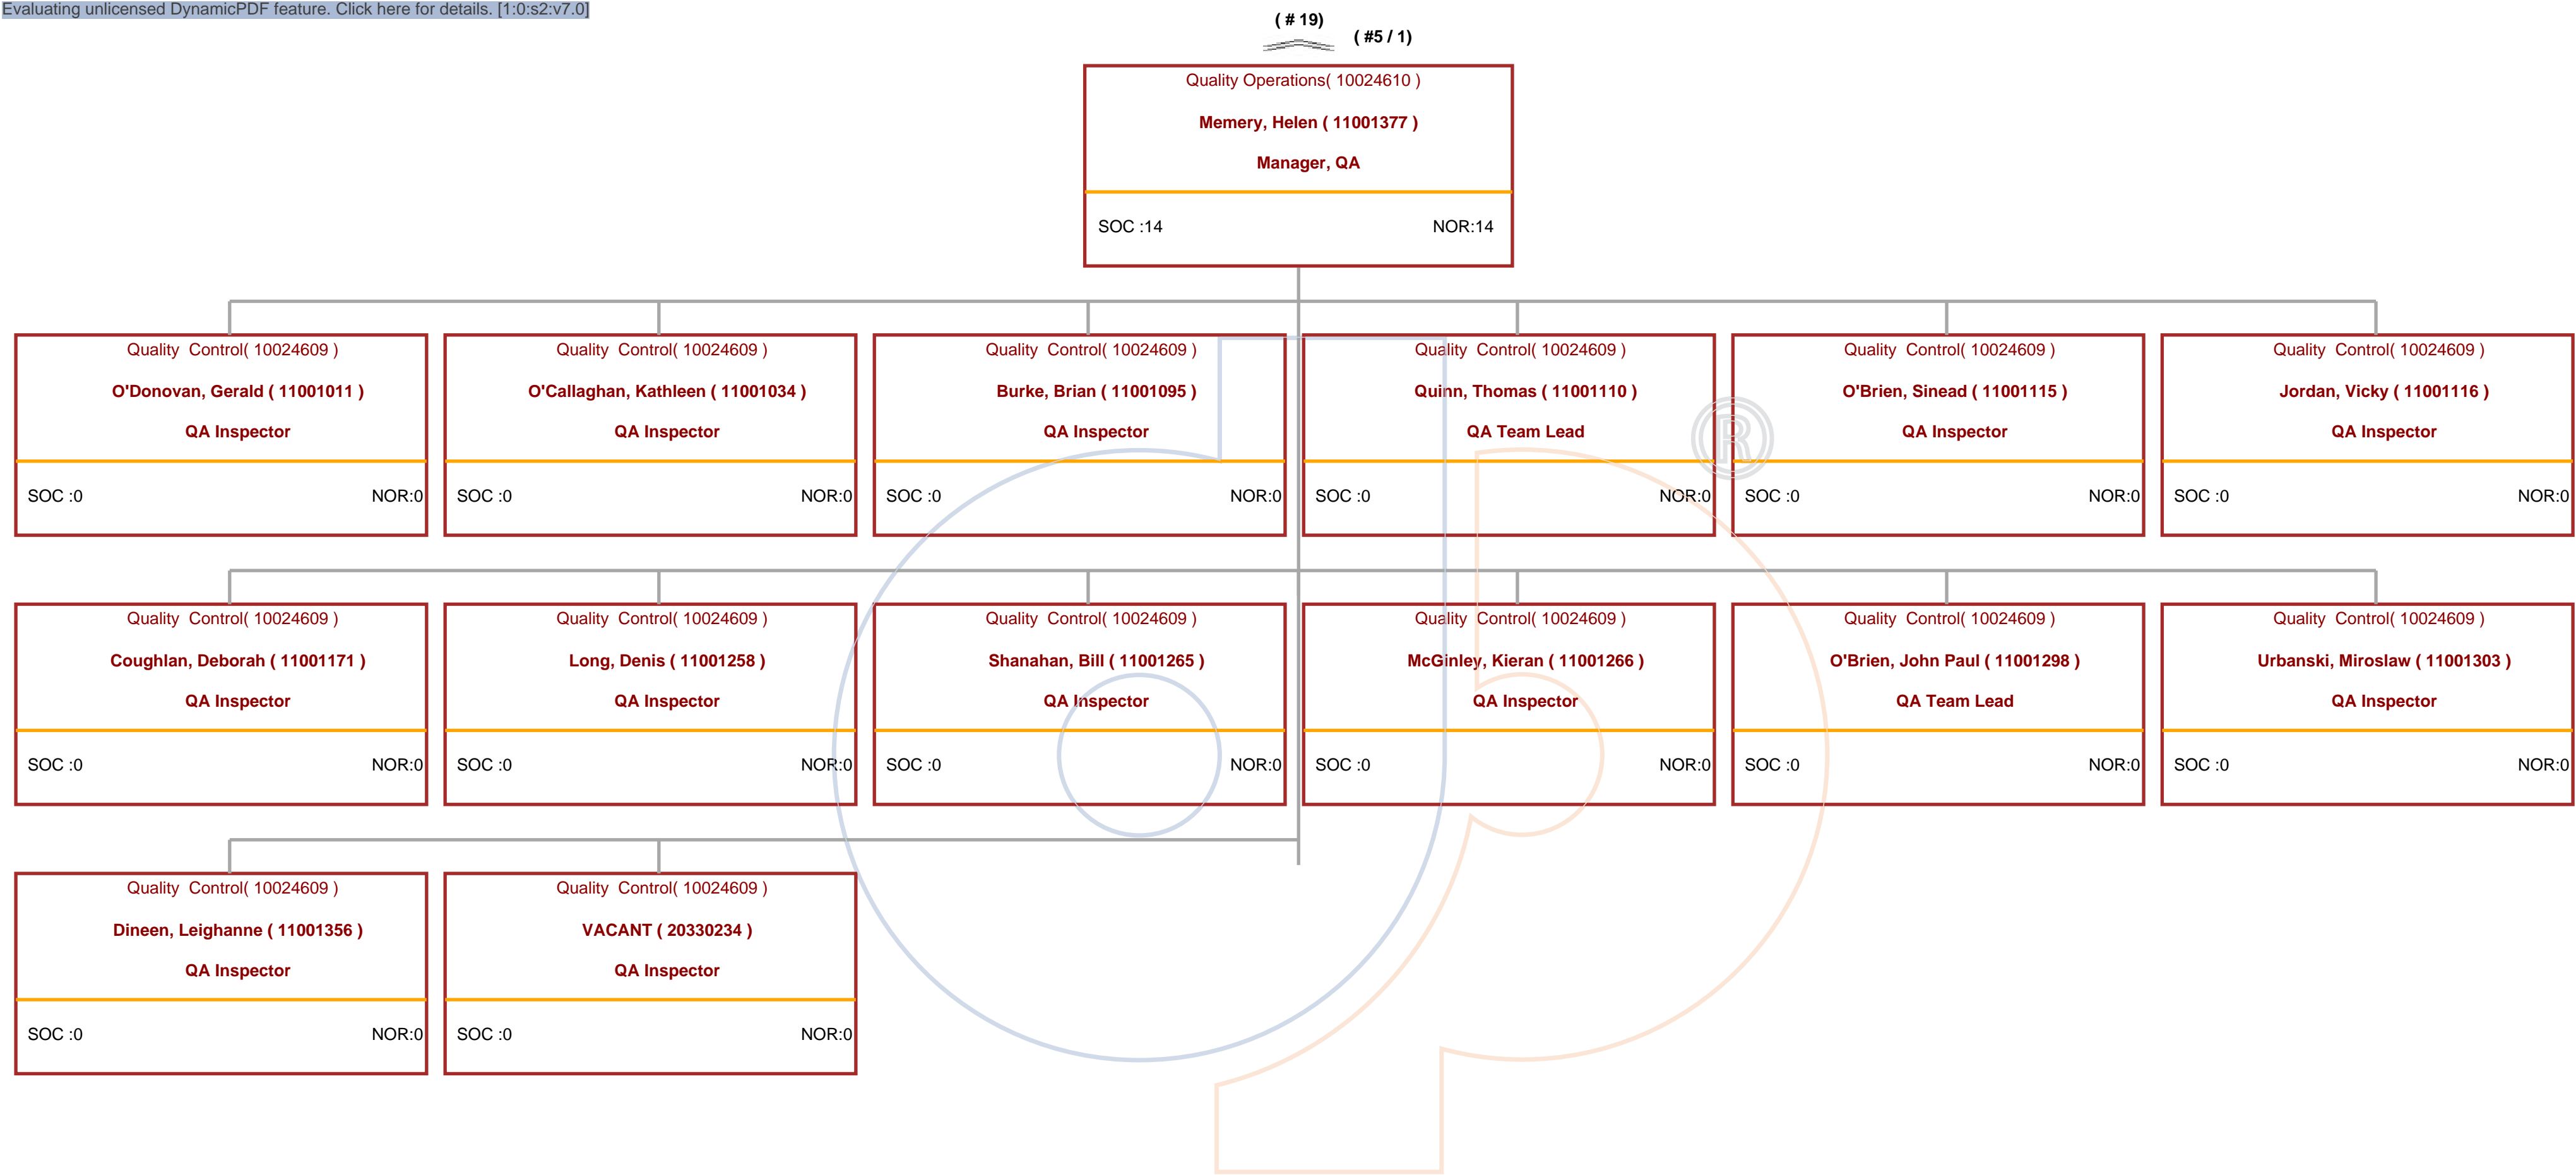 Evaluating unlicensed DynamicPDF feature. Click here for details. [1:0:s2:v7.0]
( # 19)
( #5 / 1)
Quality Operations( 10024610 )
Memery, Helen ( 11001377 )
Manager, QA
SOC :14 NOR:14
Quality Control( 10024609 )
O'Donovan, Gerald ( 11001011 )
QA Inspector
SOC :0 NOR:0
Quality Control( 10024609 )
O'Callaghan, Kathleen ( 11001034 )
QA Inspector
SOC :0 NOR:0
Quality Control( 10024609 )
Burke, Brian ( 11001095 )
QA Inspector
SOC :0 NOR:0
Quality Control( 10024609 )
Quinn, Thomas ( 11001110 )
QA Team Lead
SOC :0 NOR:0
Quality Control( 10024609 )
O'Brien, Sinead ( 11001115 )
QA Inspector
SOC :0 NOR:0
Quality Control( 10024609 )
Jordan, Vicky ( 11001116 )
QA Inspector
SOC :0 NOR:0
®
Quality Control( 10024609 )
Coughlan, Deborah ( 11001171 )
QA Inspector
SOC :0 NOR:0
Quality Control( 10024609 )
Long, Denis ( 11001258 )
QA Inspector
SOC :0 NOR:0
Quality Control( 10024609 )
Shanahan, Bill ( 11001265 )
QA Inspector
SOC :0 NOR:0
Quality Control( 10024609 )
McGinley, Kieran ( 11001266 )
QA Inspector
SOC :0 NOR:0
Quality Control( 10024609 )
O'Brien, John Paul ( 11001298 )
QA Team Lead
SOC :0 NOR:0
Quality Control( 10024609 )
Urbanski, Miroslaw ( 11001303 )
QA Inspector
SOC :0 NOR:0
Quality Control( 10024609 )
Dineen, Leighanne ( 11001356 )
QA Inspector
SOC :0 NOR:0
Quality Control( 10024609 )
VACANT ( 20330234 )
QA Inspector
SOC :0 NOR:0